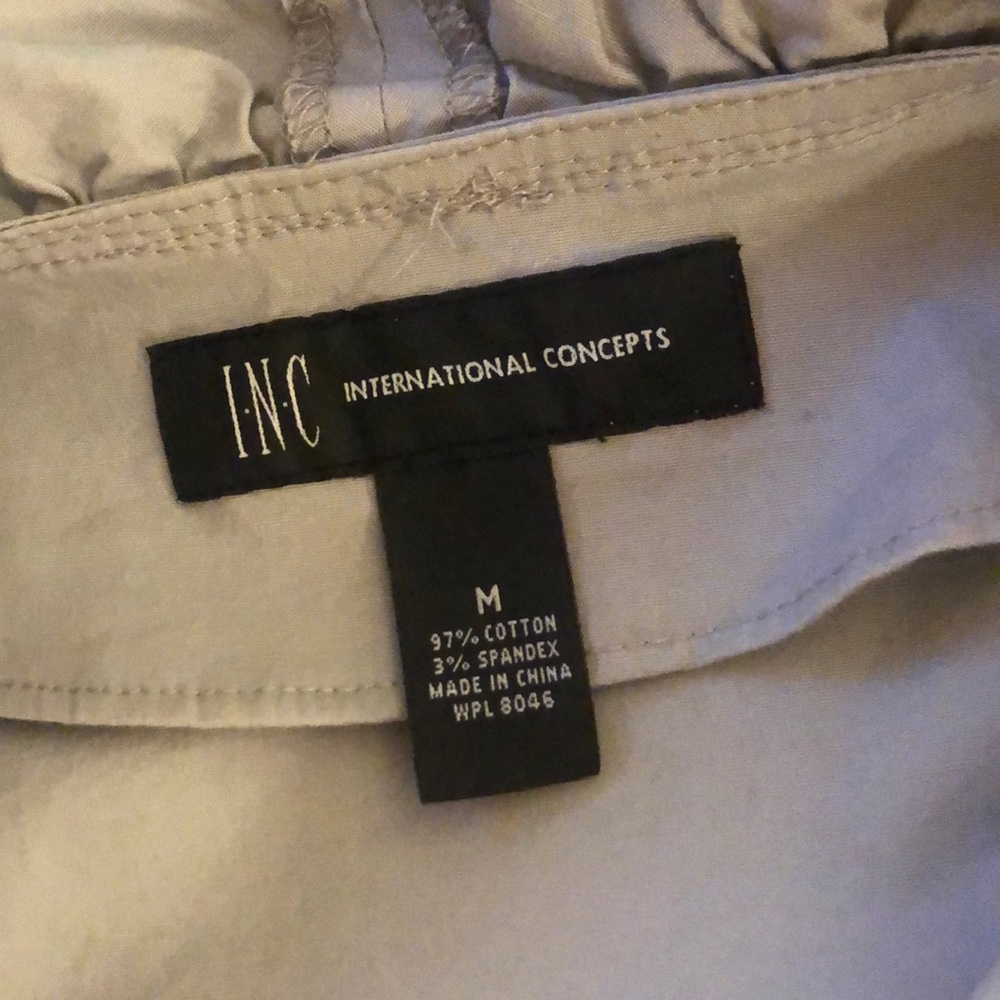 I·N·C INTERNATIONAL CONCEPTS
M
97% COTTON
3% SPANDEX
MADE IN CHINA
WPL 8046